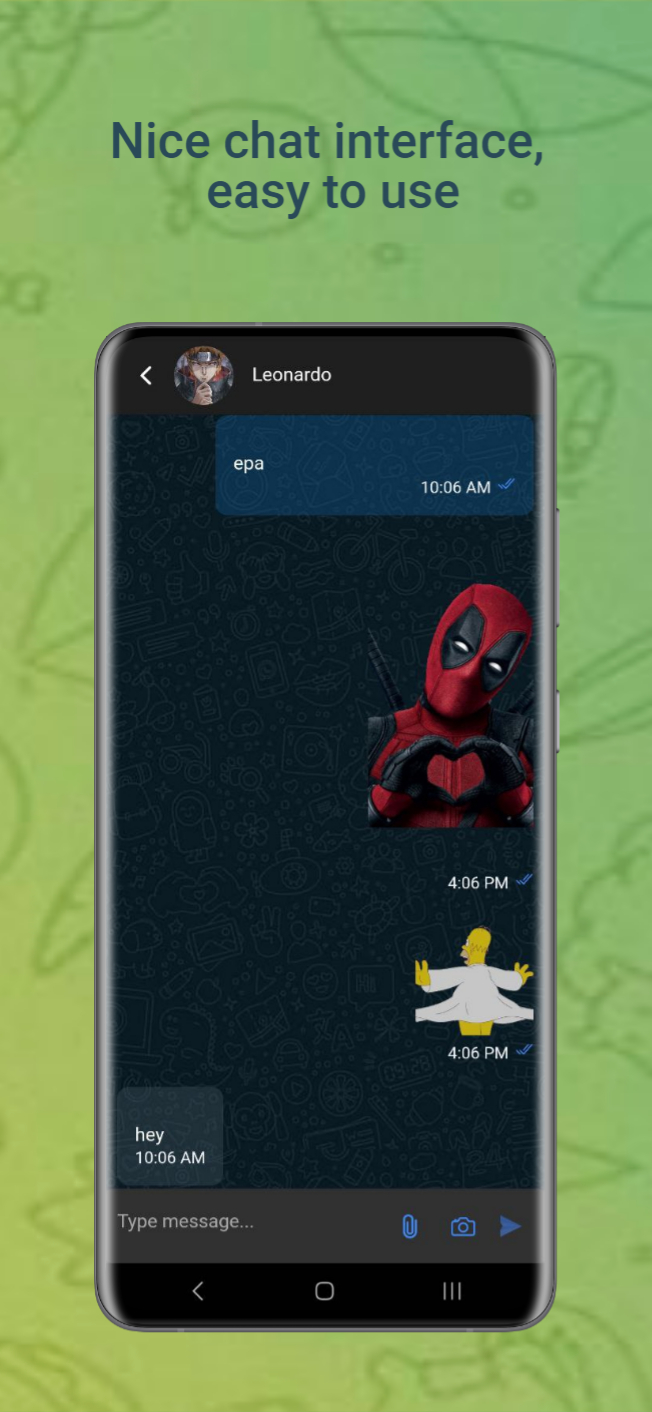 Nice chat interface,
easy to use
Leonardo
epa
10:06 AM
4:06 PM
4:06 PM
hey
10:06 AM
Type message...